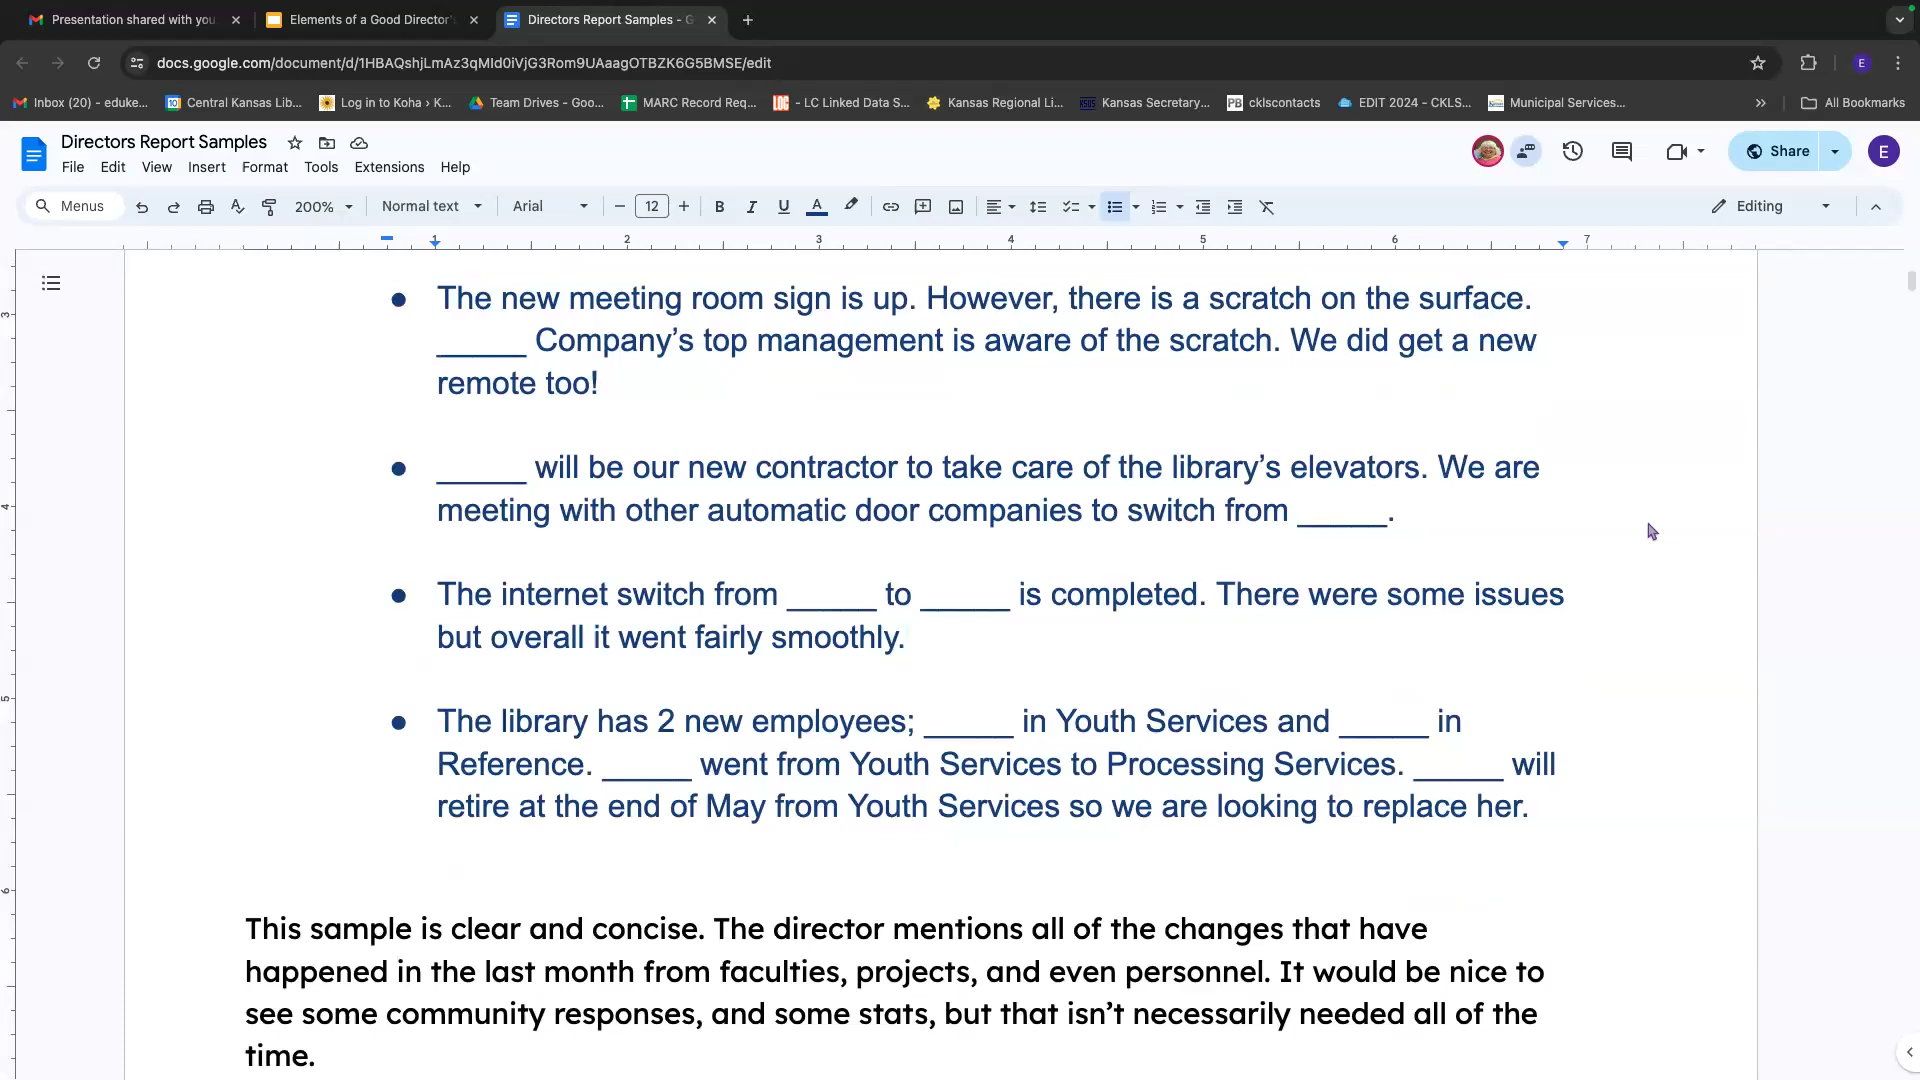 Presentation shared with you
Elements of a Good Director's
Directors Report Samples - G
docs.google.com/document/d/1HBAQshjLmAz3qMId0iVjG3Rom9UAaagOTBZK6G5BMSE/edit
E
Inbox (20) - eduke...
Central Kansas Lib...
Log in to Koha › K...
Team Drives - Goo...
MARC Record Req...
- LC Linked Data S...
Kansas Regional Li...
Kansas Secretary...
cklscontacts
EDIT 2024 - CKLS...
Municipal Services...
All Bookmarks
Directors Report Samples
File Edit View Insert Format Tools Extensions Help
Share
E
Menus
200%
Normal text
Arial
12
Editing
1 2 3 4 5 6 7
● The new meeting room sign is up. However, there is a scratch on the surface.
_____ Company's top management is aware of the scratch. We did get a new
remote too!
● _____ will be our new contractor to take care of the library's elevators. We are
meeting with other automatic door companies to switch from _____.
● The internet switch from _____ to _____ is completed. There were some issues
but overall it went fairly smoothly.
● The library has 2 new employees; _____ in Youth Services and _____ in
Reference. _____ went from Youth Services to Processing Services. _____ will
retire at the end of May from Youth Services so we are looking to replace her.
This sample is clear and concise. The director mentions all of the changes that have
happened in the last month from faculties, projects, and even personnel. It would be nice to
see some community responses, and some stats, but that isn't necessarily needed all of the
time.